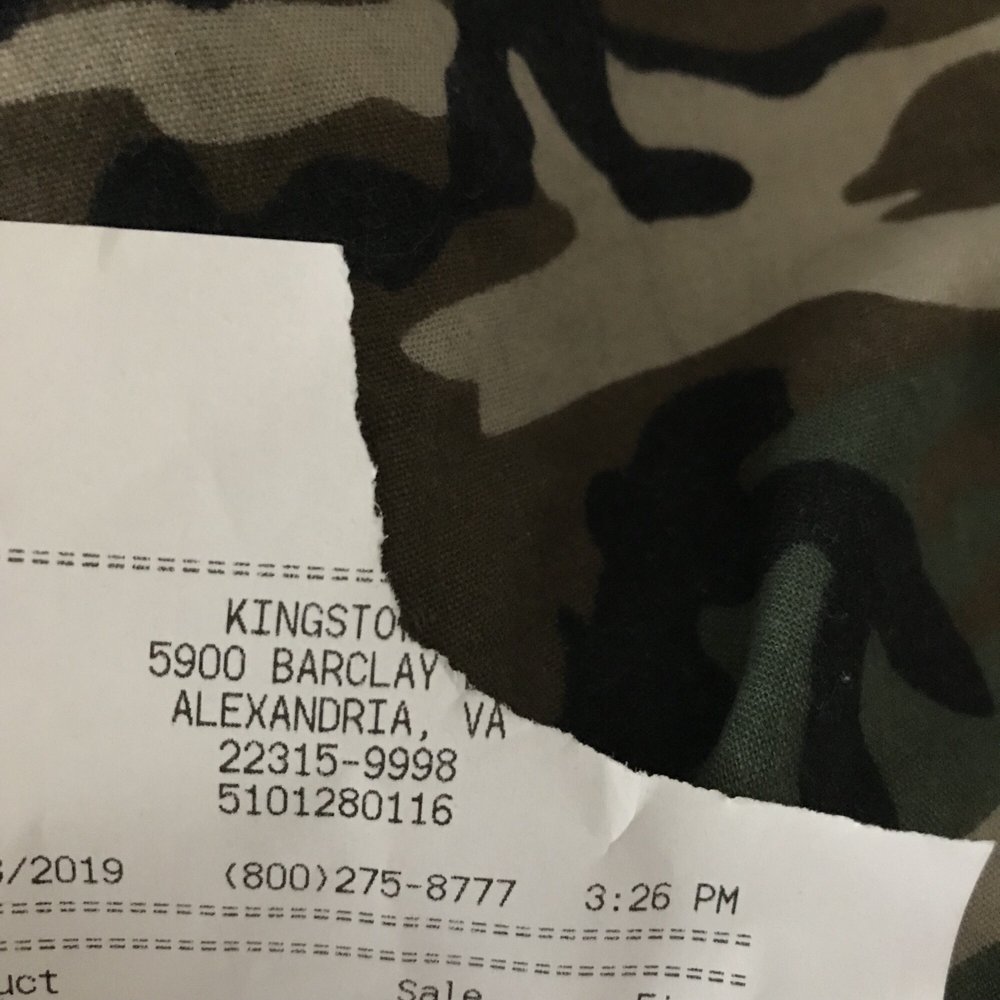 KINGSTO
5900 BARCLAY
ALEXANDRIA, VA
22315-9998
5101280116
/2019 (800)275-8777 3:26 PM
uct Sale